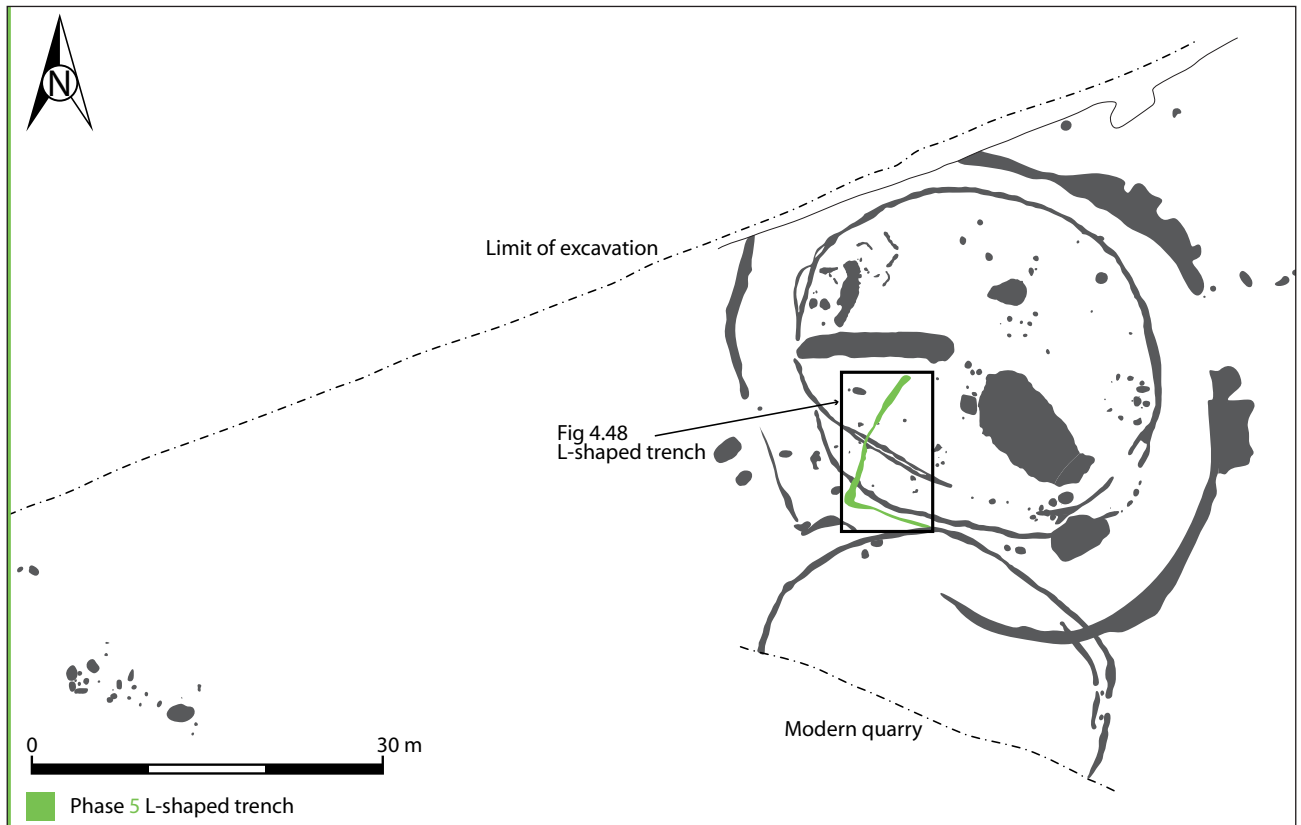 N
Limit of excavation
Fig 4.48
L-shaped trench
Modern quarry
0 30 m
Phase 5 L-shaped trench